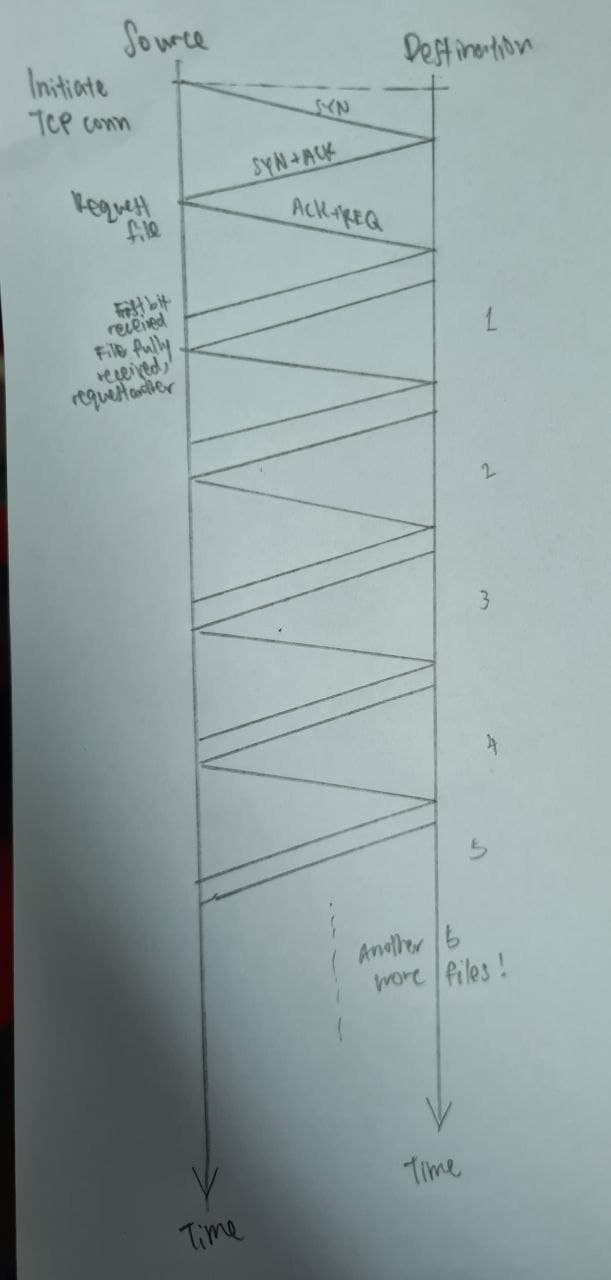 Source
Destination
Initiate
TCP conn
SYN
SYN+ACK
Request
file
ACK+REQ
First bit
received
File fully
received,
request another
1
2
3
4
5
Another 5
more files!
Time
Time